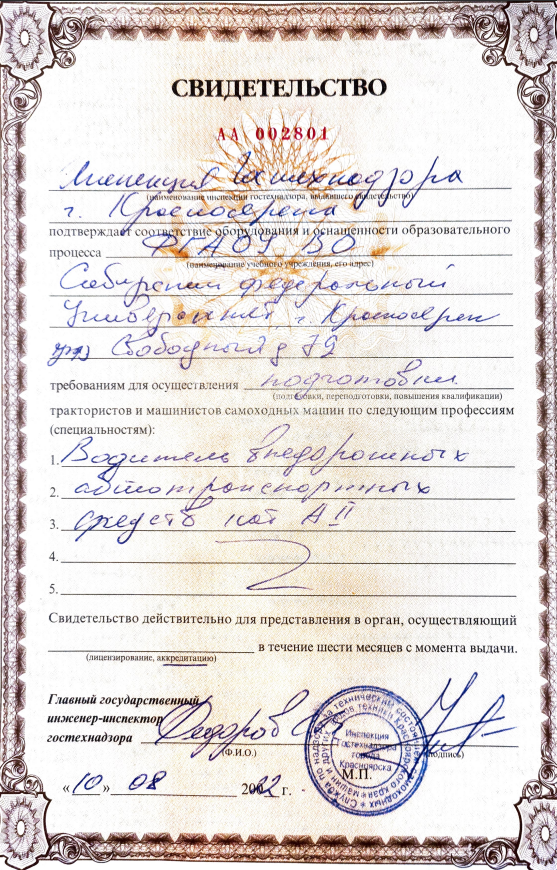 СВИДЕТЕЛЬСТВО
АА 002801
Инспекция Гостехнадзора
(наименование инспекции гостехнадзора, выдавшего свидетельство)
г. Красноярска
подтверждает соответствие оборудования и оснащенности образовательного
процесса ФГАОУ ВО
(наименование учебного учреждения, его адрес)
Сибирский федеральный
Университет, г. Красноярск
Свободный д 79
требованиям для осуществления подготовки
(подготовки, переподготовки, повышения квалификации)
трактористов и машинистов самоходных машин по следующим профессиям
(специальностям):
1. Водитель внедорожных
2. автотранспортных
3. средств кат А II
4.
5.
Свидетельство действительно для представления в орган, осуществляющий
в течение шести месяцев с момента выдачи.
(лицензирование, аккредитацию)
Главный государственный
инженер-инспектор
гостехнадзора Федоров
(Ф.И.О.)
(подпись)
Инспекция
Гостехнадзора
города
Красноярска
М.П.
« 10 » 08 2022 г.